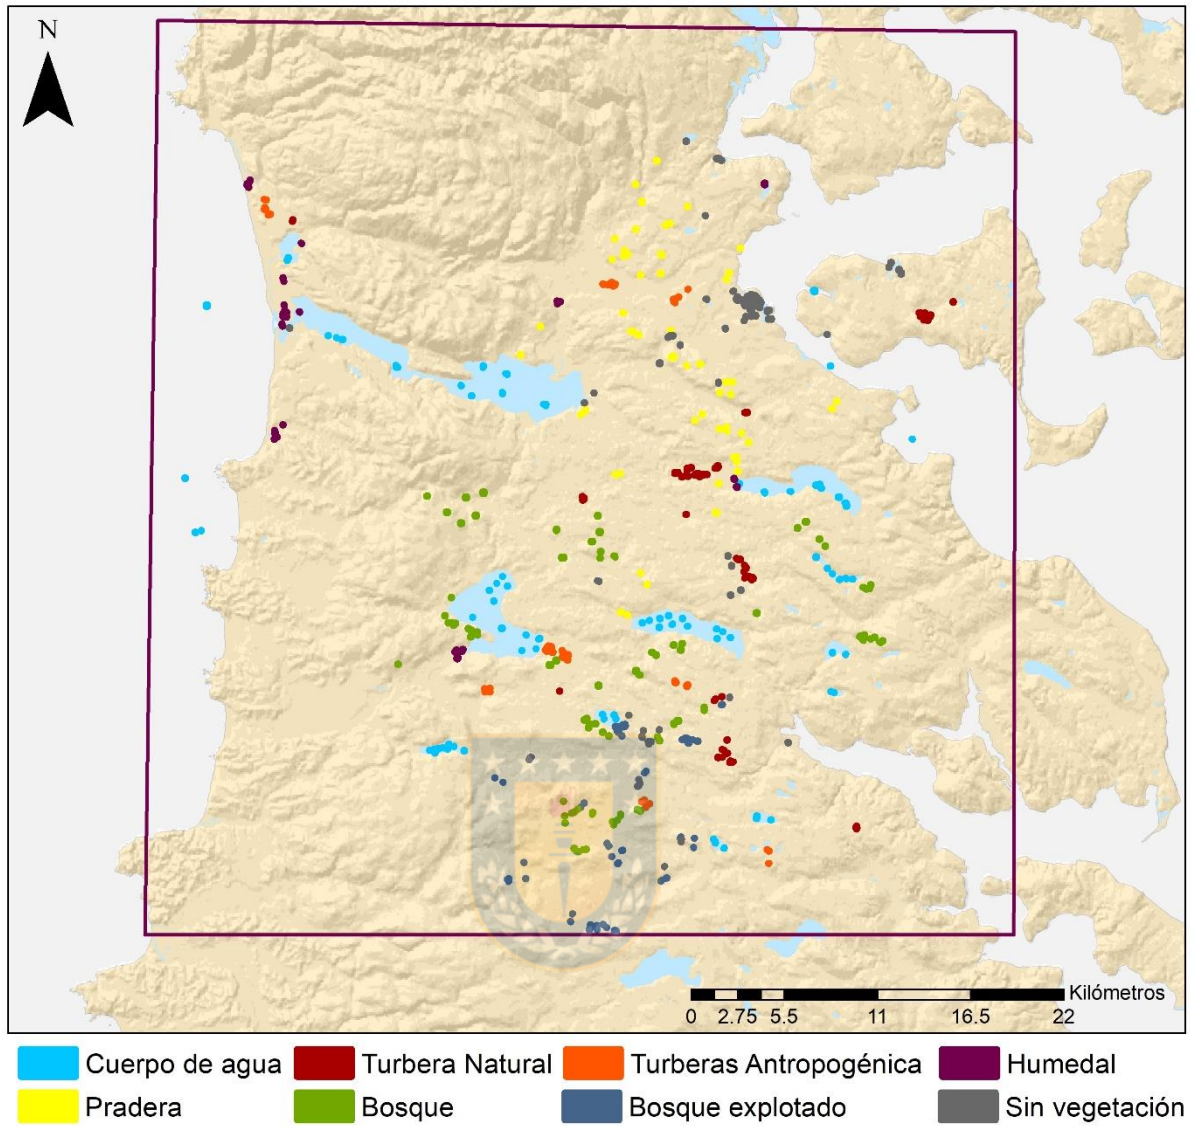 N
Kilómetros
0 2.75 5.5 11 16.5 22
Cuerpo de agua Turbera Natural Turberas Antropogénica Humedal
Pradera Bosque Bosque explotado Sin vegetación